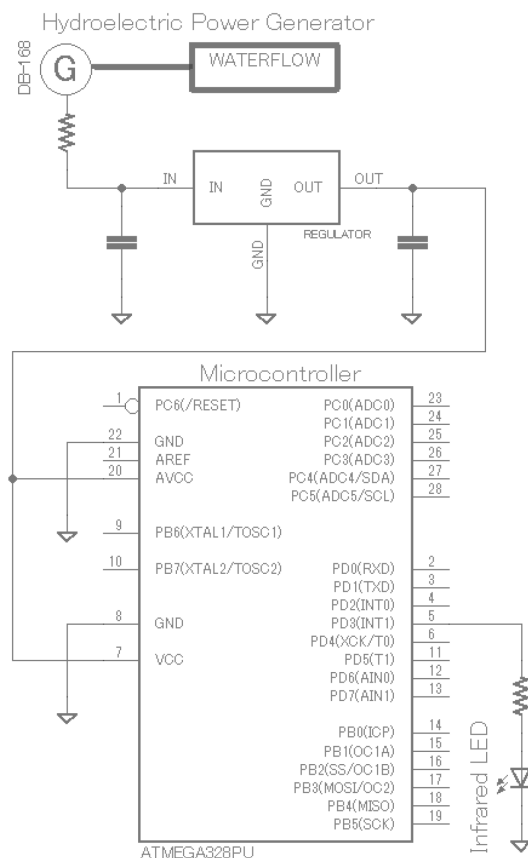 Hydroelectric Power Generator
DB-168
G
WATERFLOW
IN
IN
GND
OUT
OUT
REGULATOR
GND
Microcontroller
1
PC6(/RESET)
22
GND
21
AREF
20
AVCC
9
PB6(XTAL1/TOSC1)
10
PB7(XTAL2/TOSC2)
8
GND
7
VCC
PC0(ADC0)
23
PC1(ADC1)
24
PC2(ADC2)
25
PC3(ADC3)
26
PC4(ADC4/SDA)
27
PC5(ADC5/SCL)
28
PD0(RXD)
2
PD1(TXD)
3
PD2(INT0)
4
PD3(INT1)
5
PD4(XCK/T0)
6
PD5(T1)
11
PD6(AIN0)
12
PD7(AIN1)
13
PB0(ICP)
14
PB1(OC1A)
15
PB2(SS/OC1B)
16
PB3(MOSI/OC2)
17
PB4(MISO)
18
PB5(SCK)
19
Infrared LED
ATMEGA328PU